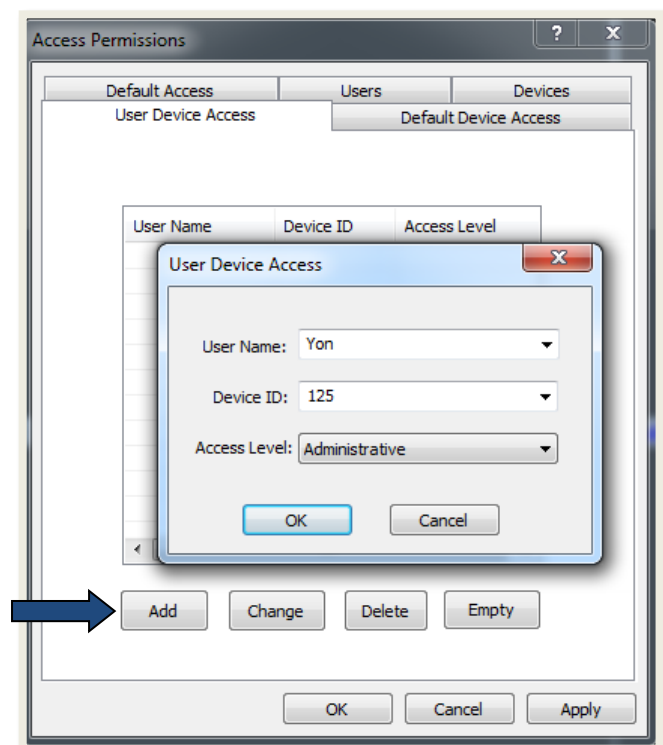 Access Permissions
? X
Default Access Users Devices
User Device Access Default Device Access
User Name Device ID Access Level
User Device Access X
User Name: Yon
Device ID: 125
Access Level: Administrative
OK Cancel
Add Change Delete Empty
OK Cancel Apply